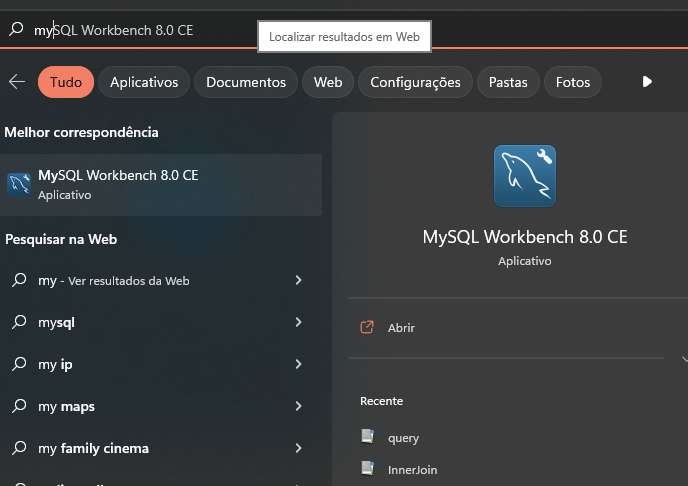 mySQL Workbench 8.0 CE
Localizar resultados em Web
Tudo Aplicativos Documentos Web Configurações Pastas Fotos
Melhor correspondência
MySQL Workbench 8.0 CE
Aplicativo
Pesquisar na Web
my - Ver resultados da Web
mysql
my ip
my maps
my family cinema
MySQL Workbench 8.0 CE
Aplicativo
Abrir
Recente
query
InnerJoin